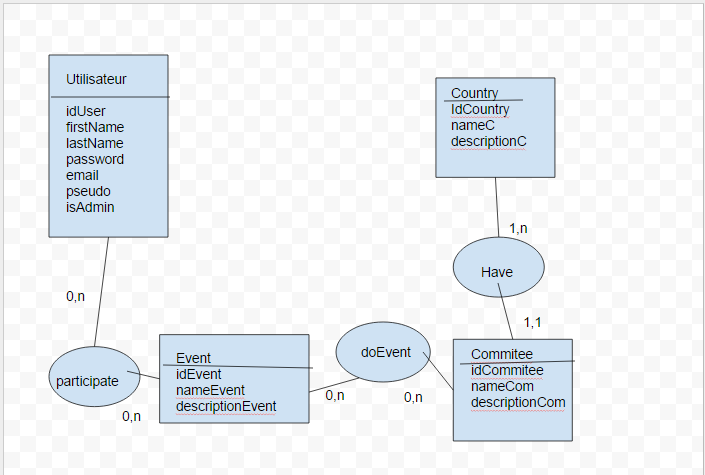 Utilisateur
idUser
firstName
lastName
password
email
pseudo
isAdmin
Country
IdCountry
nameC
descriptionC
1,n
Have
1,1
0,n
participate
0,n
Event
idEvent
nameEvent
descriptionEvent
0,n
doEvent
0,n
Commitee
idCommitee
nameCom
descriptionCom